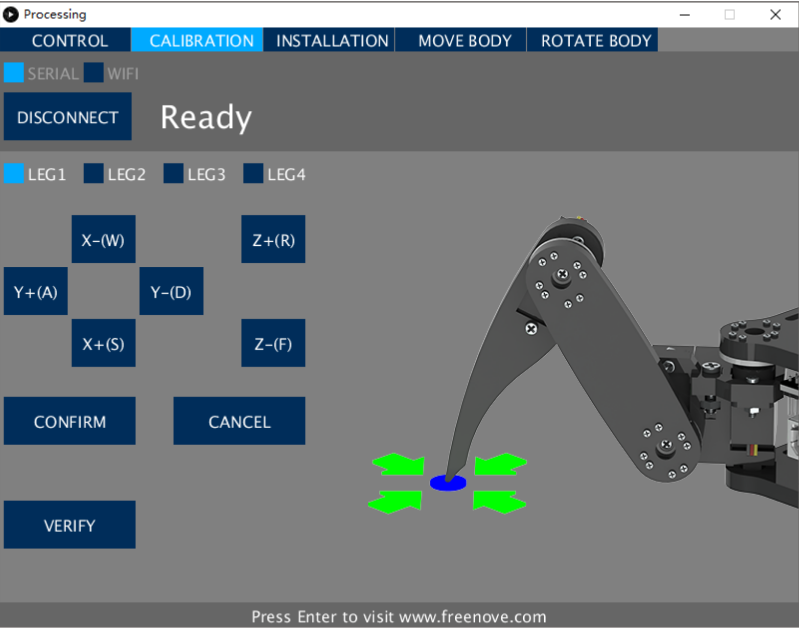 Processing
CONTROL CALIBRATION INSTALLATION MOVE BODY ROTATE BODY
SERIAL WIFI
DISCONNECT Ready
LEG1 LEG2 LEG3 LEG4
X-(W) Z+(R)
Y+(A) Y-(D)
X+(S) Z-(F)
CONFIRM CANCEL
VERIFY
Press Enter to visit www.freenove.com